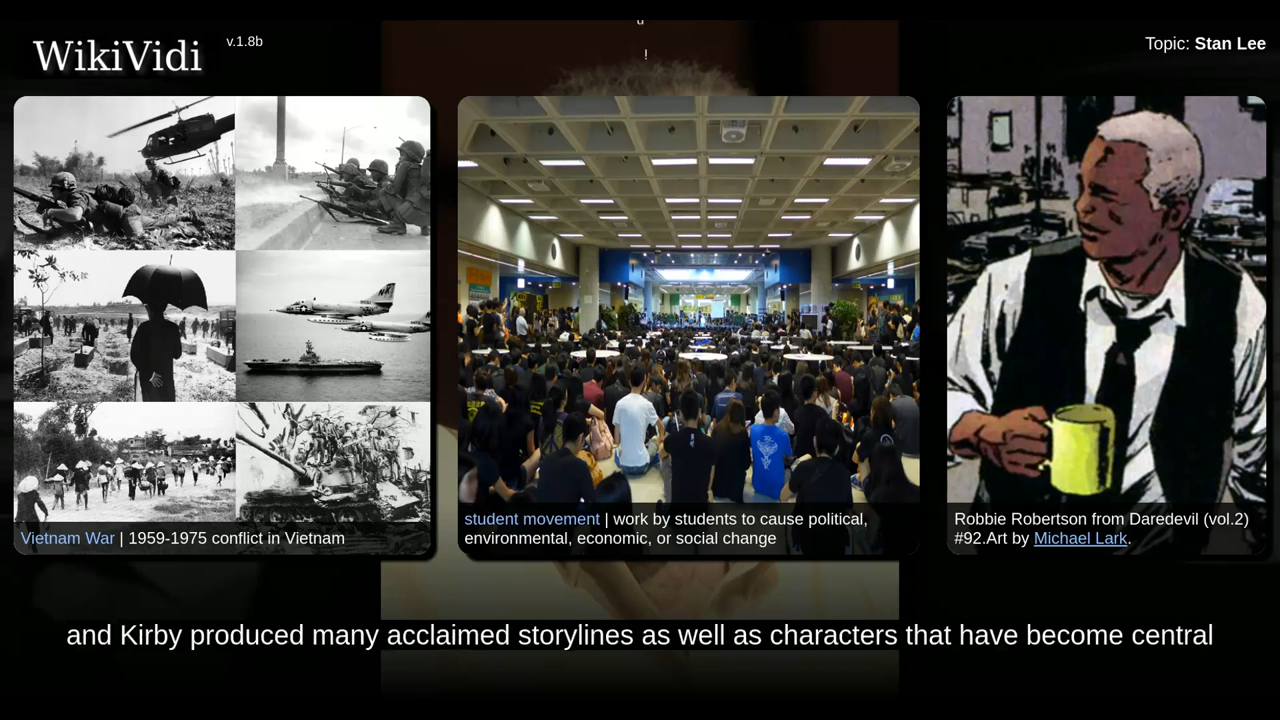 u
!
WikiVidi v.1.8b
Topic: Stan Lee
Vietnam War | 1959-1975 conflict in Vietnam
student movement | work by students to cause political,
environmental, economic, or social change
Robbie Robertson from Daredevil (vol.2)
#92.Art by Michael Lark.
and Kirby produced many acclaimed storylines as well as characters that have become central